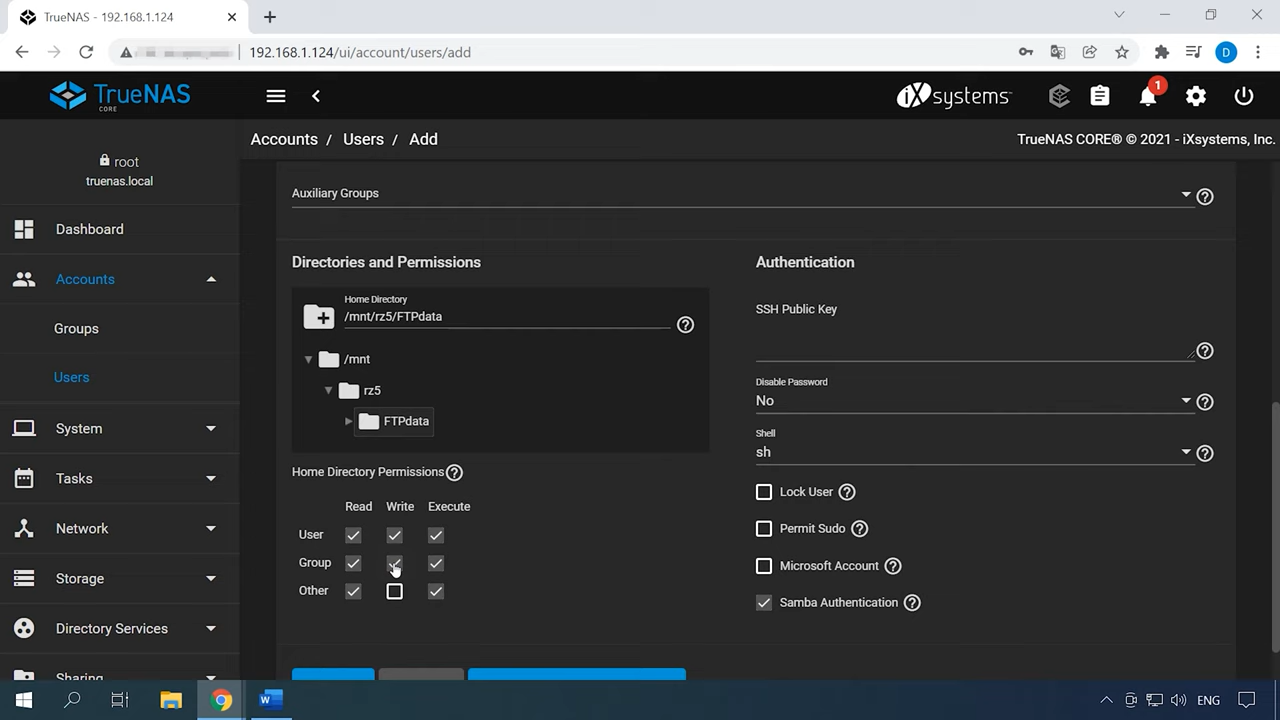 TrueNAS - 192.168.1.124
192.168.1.124/ui/account/users/add
D
TrueNAS
CORE
iXsystems
1
Accounts / Users / Add
TrueNAS CORE® © 2021 - iXsystems, Inc.
root
truenas.local
Dashboard
Accounts
Groups
Users
System
Tasks
Network
Storage
Directory Services
Sharing
Auxiliary Groups
Directories and Permissions
Home Directory
/mnt/rz5/FTPdata
/mnt
rz5
FTPdata
Home Directory Permissions
Read Write Execute
User
Group
Other
Authentication
SSH Public Key
Disable Password
No
Shell
sh
Lock User
Permit Sudo
Microsoft Account
Samba Authentication
W
ENG